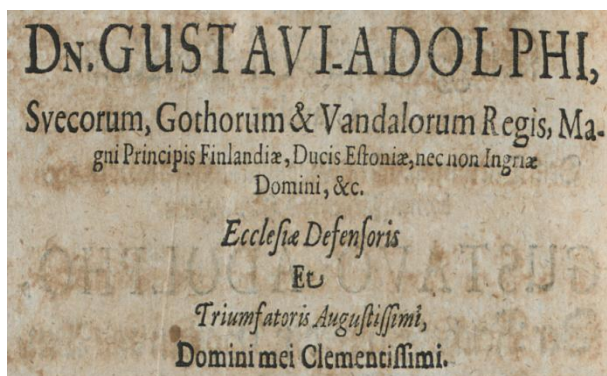 DN. GUSTAVI-ADOLPHI,
Svecorum, Gothorum & Vandalorum Regis, Ma-
gni Principis Finlandiæ, Ducis Eſtoniæ, nec non Ingriæ
Domini, &c.
Eccleſiæ Defenſoris
Et
Triumfatoris Auguſtiſſimi,
Domini mei Clementiſſimi.